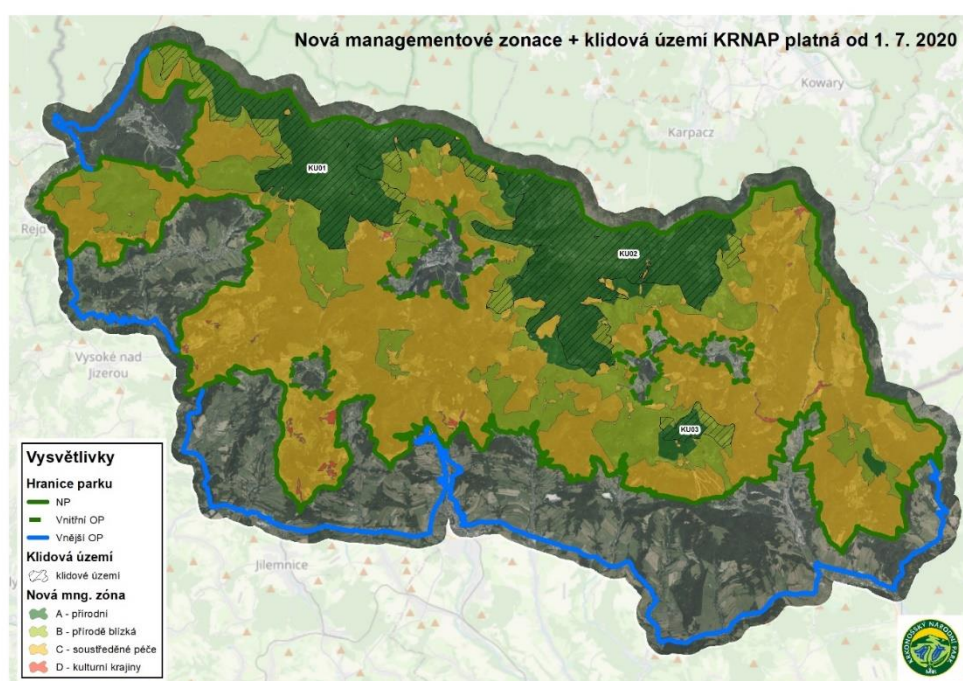 Nová managementové zonace + klidová území KRNAP platná od 1. 7. 2020
Kowary
Karpacz
KU01
Rejd
KU02
Vysoké nad
Jizerou
KU03
Vysvětlivky
Hranice parku
NP
Vnitřní OP
Vnější OP
Klidová území
klidové území
Nová mng. zóna
A - přírodní
B - přírodě blízká
C - soustředěné péče
D - kulturní krajiny
Jilemnice
KRKONOŠSKÝ NÁRODNÍ PARK